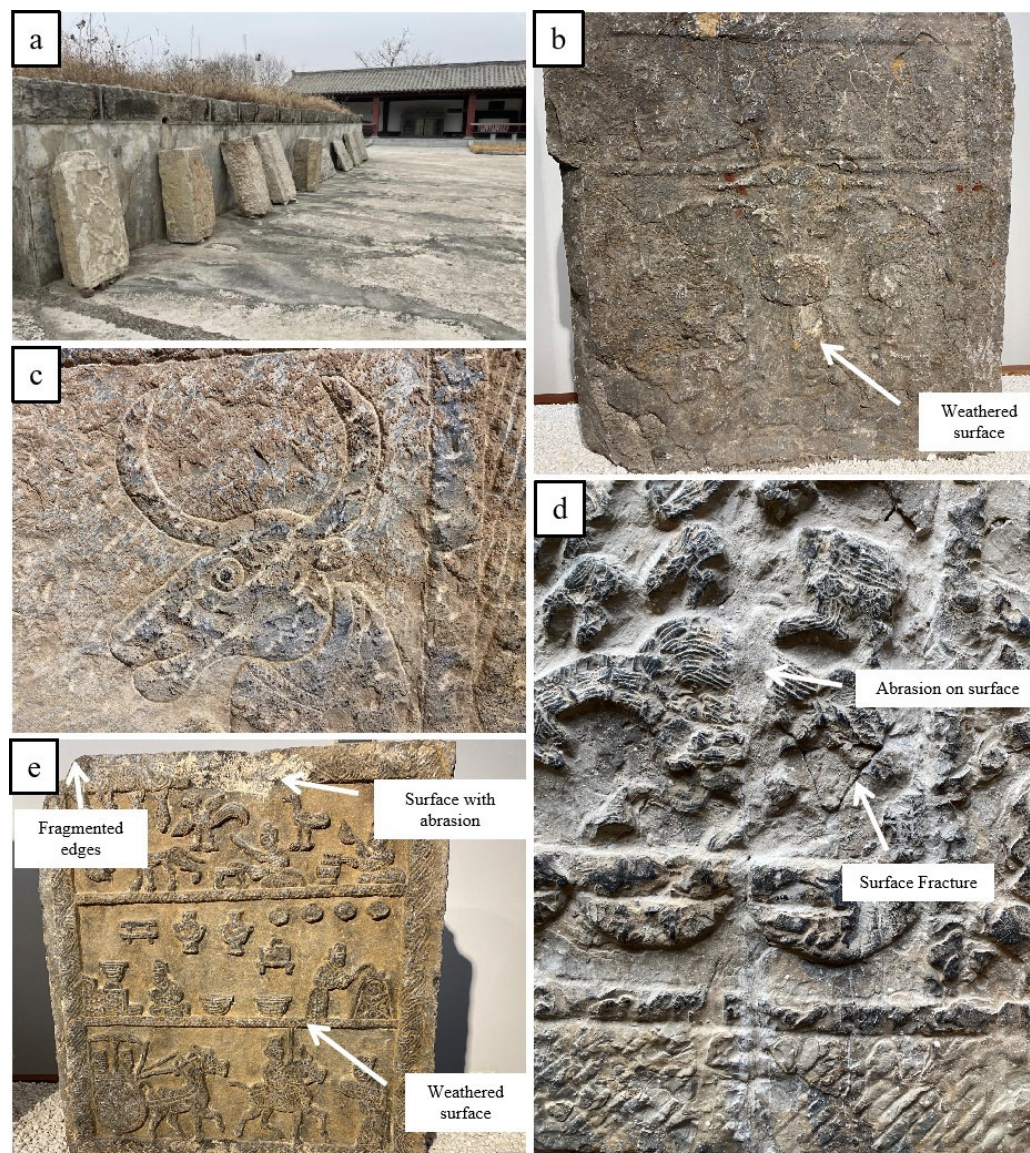 a
b
Weathered
surface
c
d
Abrasion on surface
Surface Fracture
e
Fragmented
edges
Surface with
abrasion
Weathered
surface